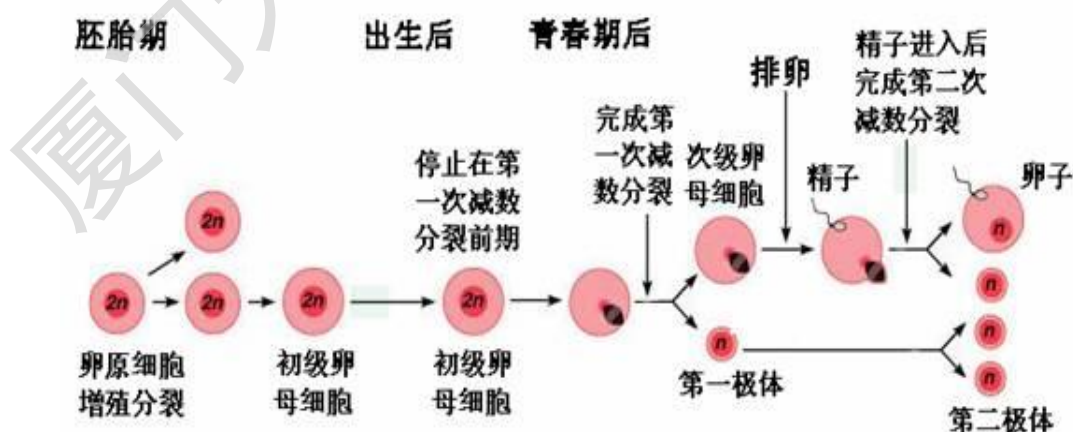 胚胎期
出生后
青春期后
排卵
精子进入后
完成第二次
减数分裂
完成第
一次减
数分裂
次级卵
母细胞
精子
卵子
停止在第
一次减数
分裂前期
2n
2n
2n
2n
2n
n
n
n
n
n
卵原细胞
增殖分裂
初级卵
母细胞
初级卵
母细胞
第一极体
第二极体
厦门